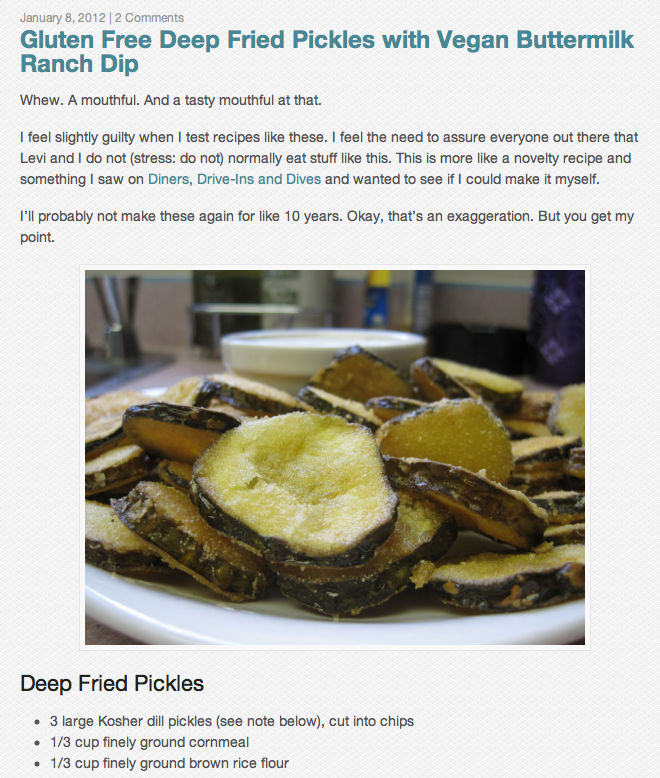 January 8, 2012 | 2 Comments
Gluten Free Deep Fried Pickles with Vegan Buttermilk
Ranch Dip
Whew. A mouthful. And a tasty mouthful at that.
I feel slightly guilty when I test recipes like these. I feel the need to assure everyone out there that
Levi and I do not (stress: do not) normally eat stuff like this. This is more like a novelty recipe and
something I saw on Diners, Drive-Ins and Dives and wanted to see if I could make it myself.
I'll probably not make these again for like 10 years. Okay, that's an exaggeration. But you get my
point.
Deep Fried Pickles
• 3 large Kosher dill pickles (see note below), cut into chips
• 1/3 cup finely ground cornmeal
• 1/3 cup finely ground brown rice flour